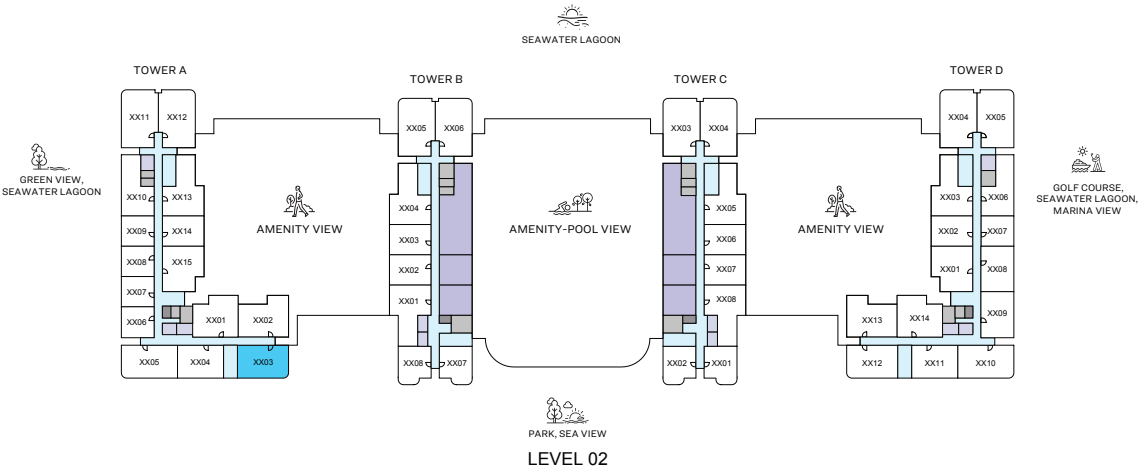 SEAWATER LAGOON
TOWER A
TOWER B
TOWER C
TOWER D
XX11 XX12
XX05 XX06
XX03 XX04
XX04 XX05
GREEN VIEW,
SEAWATER LAGOON
GOLF COURSE,
SEAWATER LAGOON,
MARINA VIEW
XX10 XX13
XX09 XX14
XX08 XX15
XX07
XX06 XX01 XX02
XX05 XX04 XX03
AMENITY VIEW
XX04
XX03
XX02
XX01
XX08 XX07
AMENITY-POOL VIEW
XX05
XX06
XX07
XX08
XX02 XX01
AMENITY VIEW
XX03 XX06
XX02 XX07
XX01 XX08
XX09
XX13 XX14
XX12 XX11 XX10
PARK, SEA VIEW
LEVEL 02